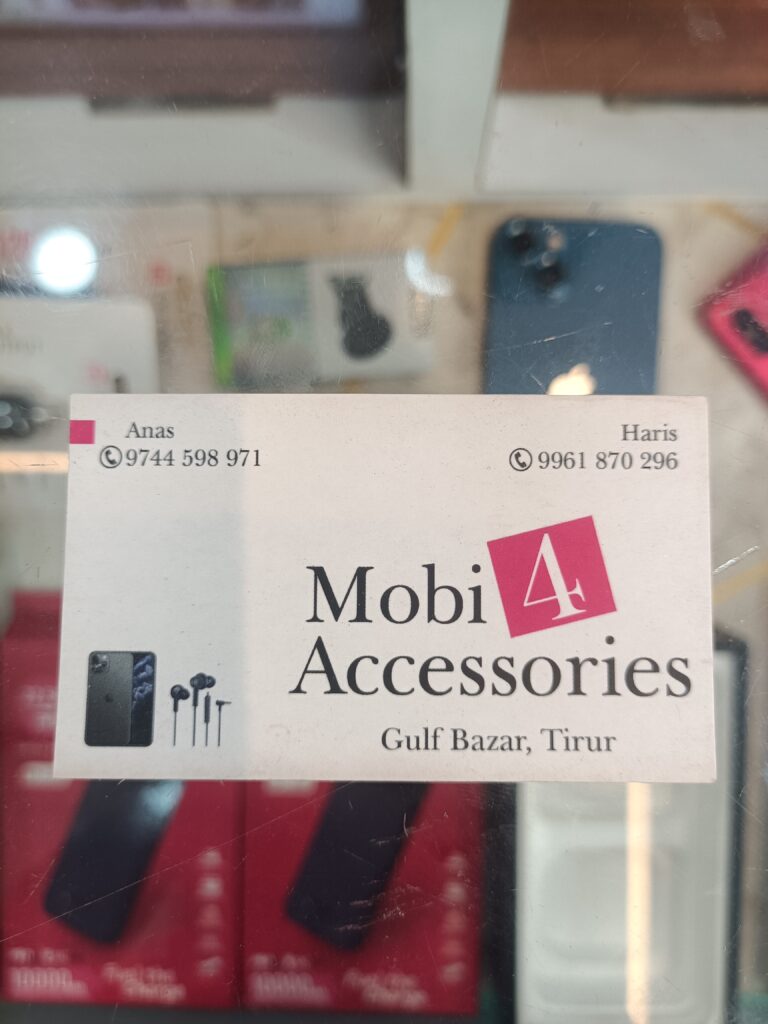 Anas
9744 598 971
Haris
9961 870 296
Mobi 4
Accessories
Gulf Bazar, Tirur